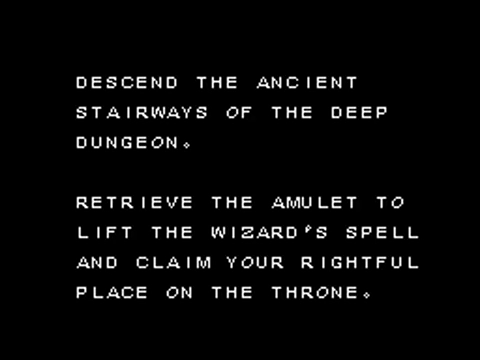 DESCEND THE ANCIENT
STAIRWAYS OF THE DEEP
DUNGEON.
RETRIEVE THE AMULET TO
LIFT THE WIZARD'S SPELL
AND CLAIM YOUR RIGHTFUL
PLACE ON THE THRONE.